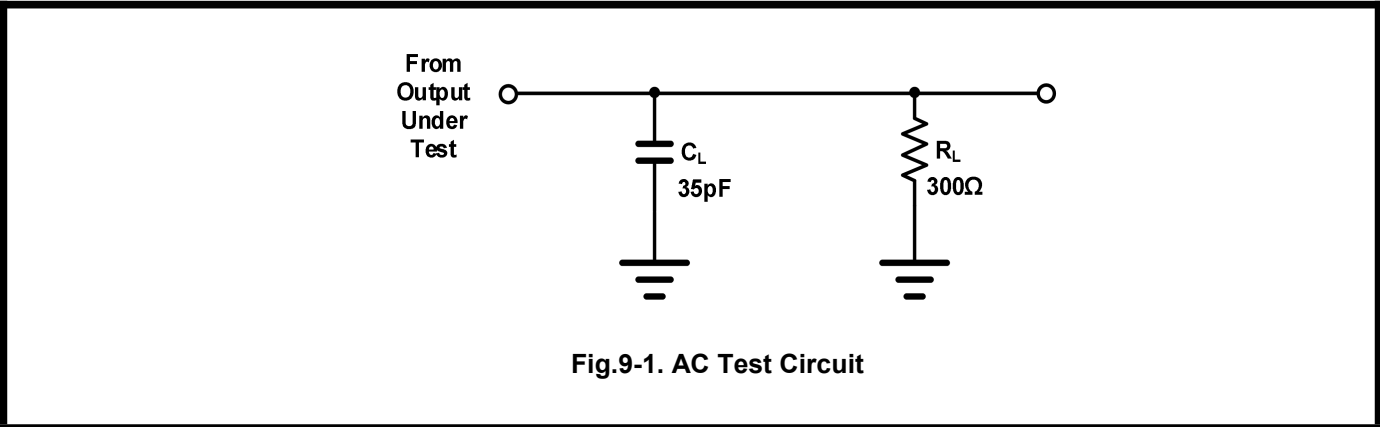 From
Output
Under
Test
CL
35pF
RL
300Ω
Fig.9-1. AC Test Circuit